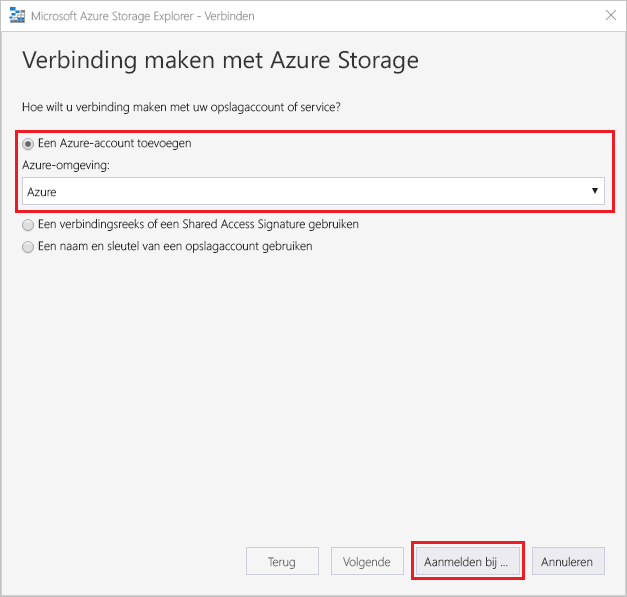 Microsoft Azure Storage Explorer - Verbinden
Verbinding maken met Azure Storage
Hoe wilt u verbinding maken met uw opslagaccount of service?
Een Azure-account toevoegen
Azure-omgeving:
Azure
Een verbindingsreeks of een Shared Access Signature gebruiken
Een naam en sleutel van een opslagaccount gebruiken
Terug
Volgende
Aanmelden bij ...
Annuleren